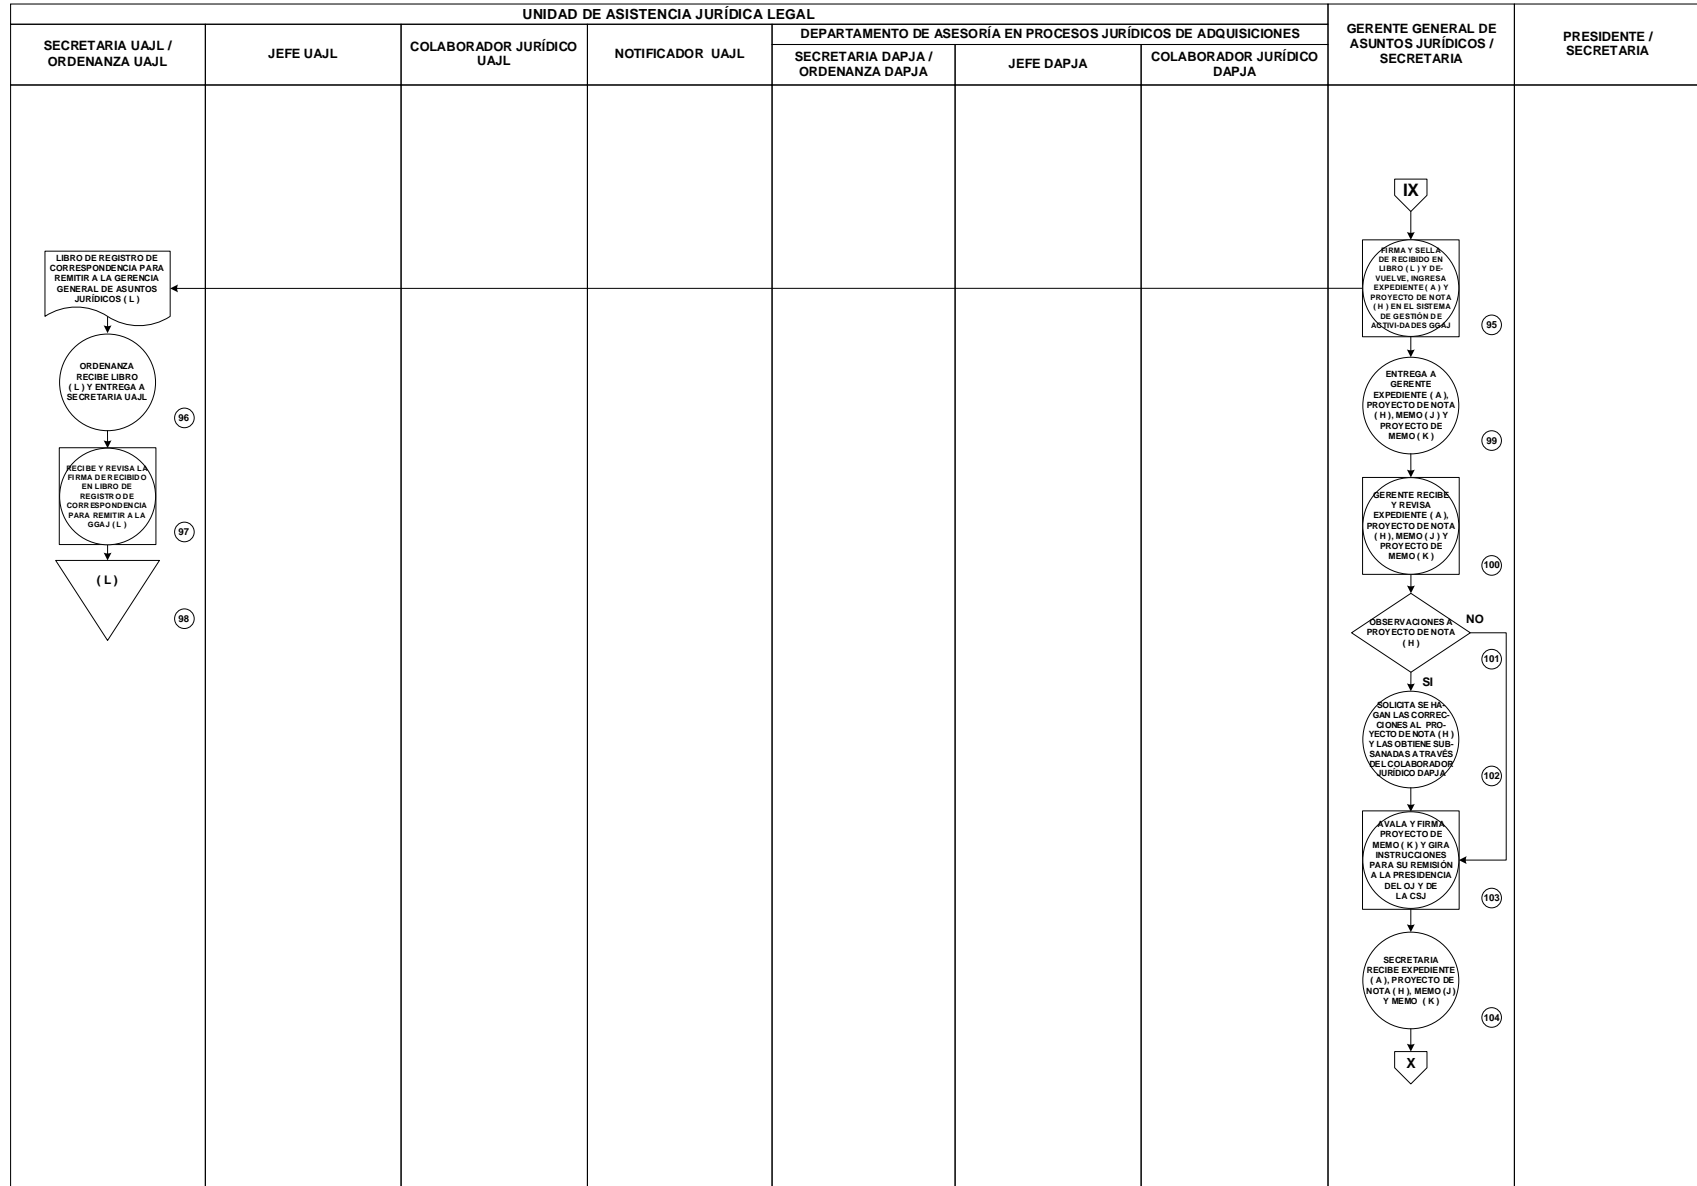 UNIDAD DE ASISTENCIA JURÍDICA LEGAL
SECRETARIA UAJL /
ORDENANZA UAJL
JEFE UAJL
COLABORADOR JURÍDICO
UAJL
NOTIFICADOR UAJL
DEPARTAMENTO DE ASESORÍA EN PROCESOS JURÍDICOS DE ADQUISICIONES
SECRETARIA DAPJA /
ORDENANZA DAPJA
JEFE DAPJA
COLABORADOR JURÍDICO
DAPJA
GERENTE GENERAL DE
ASUNTOS JURÍDICOS /
SECRETARIA
PRESIDENTE /
SECRETARIA
LIBRO DE REGISTRO DE
CORRESPONDENCIA PARA
REMITIR A LA GERENCIA
GENERAL DE ASUNTOS
JURÍDICOS ( L )
ORDENANZA
RECIBE LIBRO
( L ) Y ENTREGA A
SECRETARIA UAJL
96
RECIBE Y REVISA LA
FIRMA DE RECIBIDO
EN LIBRO DE
REGISTRO DE
CORRESPONDENCIA
PARA REMITIR A LA
GGAJ ( L )
97
( L )
98
IX
FIRMA Y SELLA
DE RECIBIDO EN
LIBRO ( L ) Y DE-
VUELVE, INGRESA
EXPEDIENTE ( A ) Y
PROYECTO DE NOTA
( H ) EN EL SISTEMA
DE GESTIÓN DE
ACTIVI-DADES GGAJ
95
ENTREGA A
GERENTE
EXPEDIENTE ( A ),
PROYECTO DE NOTA
( H ), MEMO ( J ) Y
PROYECTO DE
MEMO ( K )
99
GERENTE RECIBE
Y REVISA
EXPEDIENTE ( A ),
PROYECTO DE NOTA
( H ), MEMO ( J ) Y
PROYECTO DE
MEMO ( K )
100
OBSERVACIONES A
PROYECTO DE NOTA
( H )
NO
101
SI
SOLICITA SE HA-
GAN LAS CORREC-
CIONES AL PRO-
YECTO DE NOTA ( H )
Y LAS OBTIENE SUB-
SANADAS A TRAVÉS
DEL COLABORADOR
JURÍDICO DAPJA
102
AVALA Y FIRMA
PROYECTO DE
MEMO ( K ) Y GIRA
INSTRUCCIONES
PARA SU REMISIÓN
A LA PRESIDENCIA
DEL OJ Y DE
LA CSJ
103
SECRETARIA
RECIBE EXPEDIENTE
( A ), PROYECTO DE
NOTA ( H ), MEMO ( J )
Y MEMO ( K )
104
X